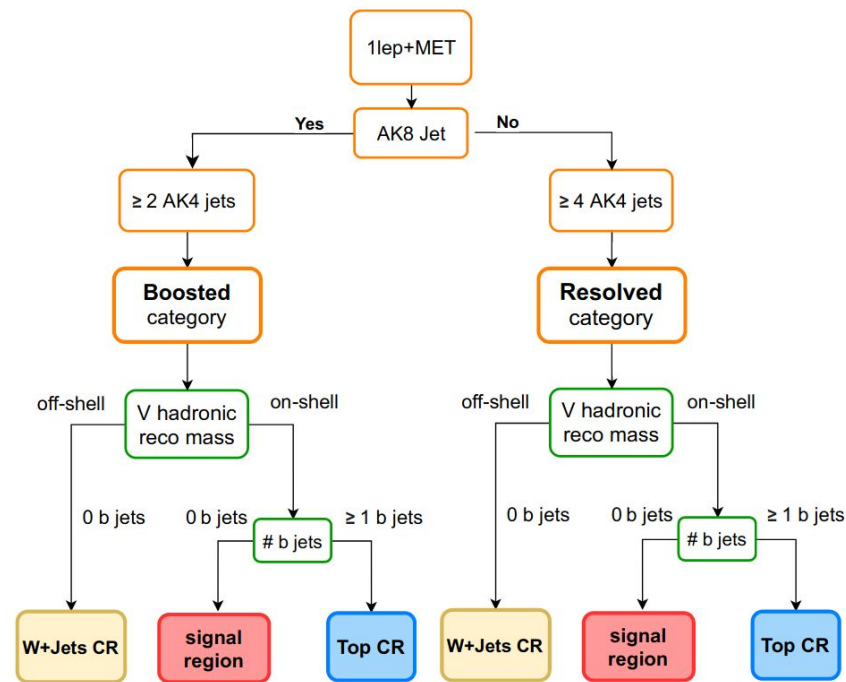 1lep+MET
Yes
AK8 Jet
No
≥ 2 AK4 jets
≥ 4 AK4 jets
Boosted
category
Resolved
category
off-shell
V hadronic
reco mass
on-shell
off-shell
V hadronic
reco mass
on-shell
0 b jets
0 b jets
≥ 1 b jets
# b jets
0 b jets
0 b jets
≥ 1 b jets
# b jets
W+Jets CR
signal
region
Top CR
W+Jets CR
signal
region
Top CR